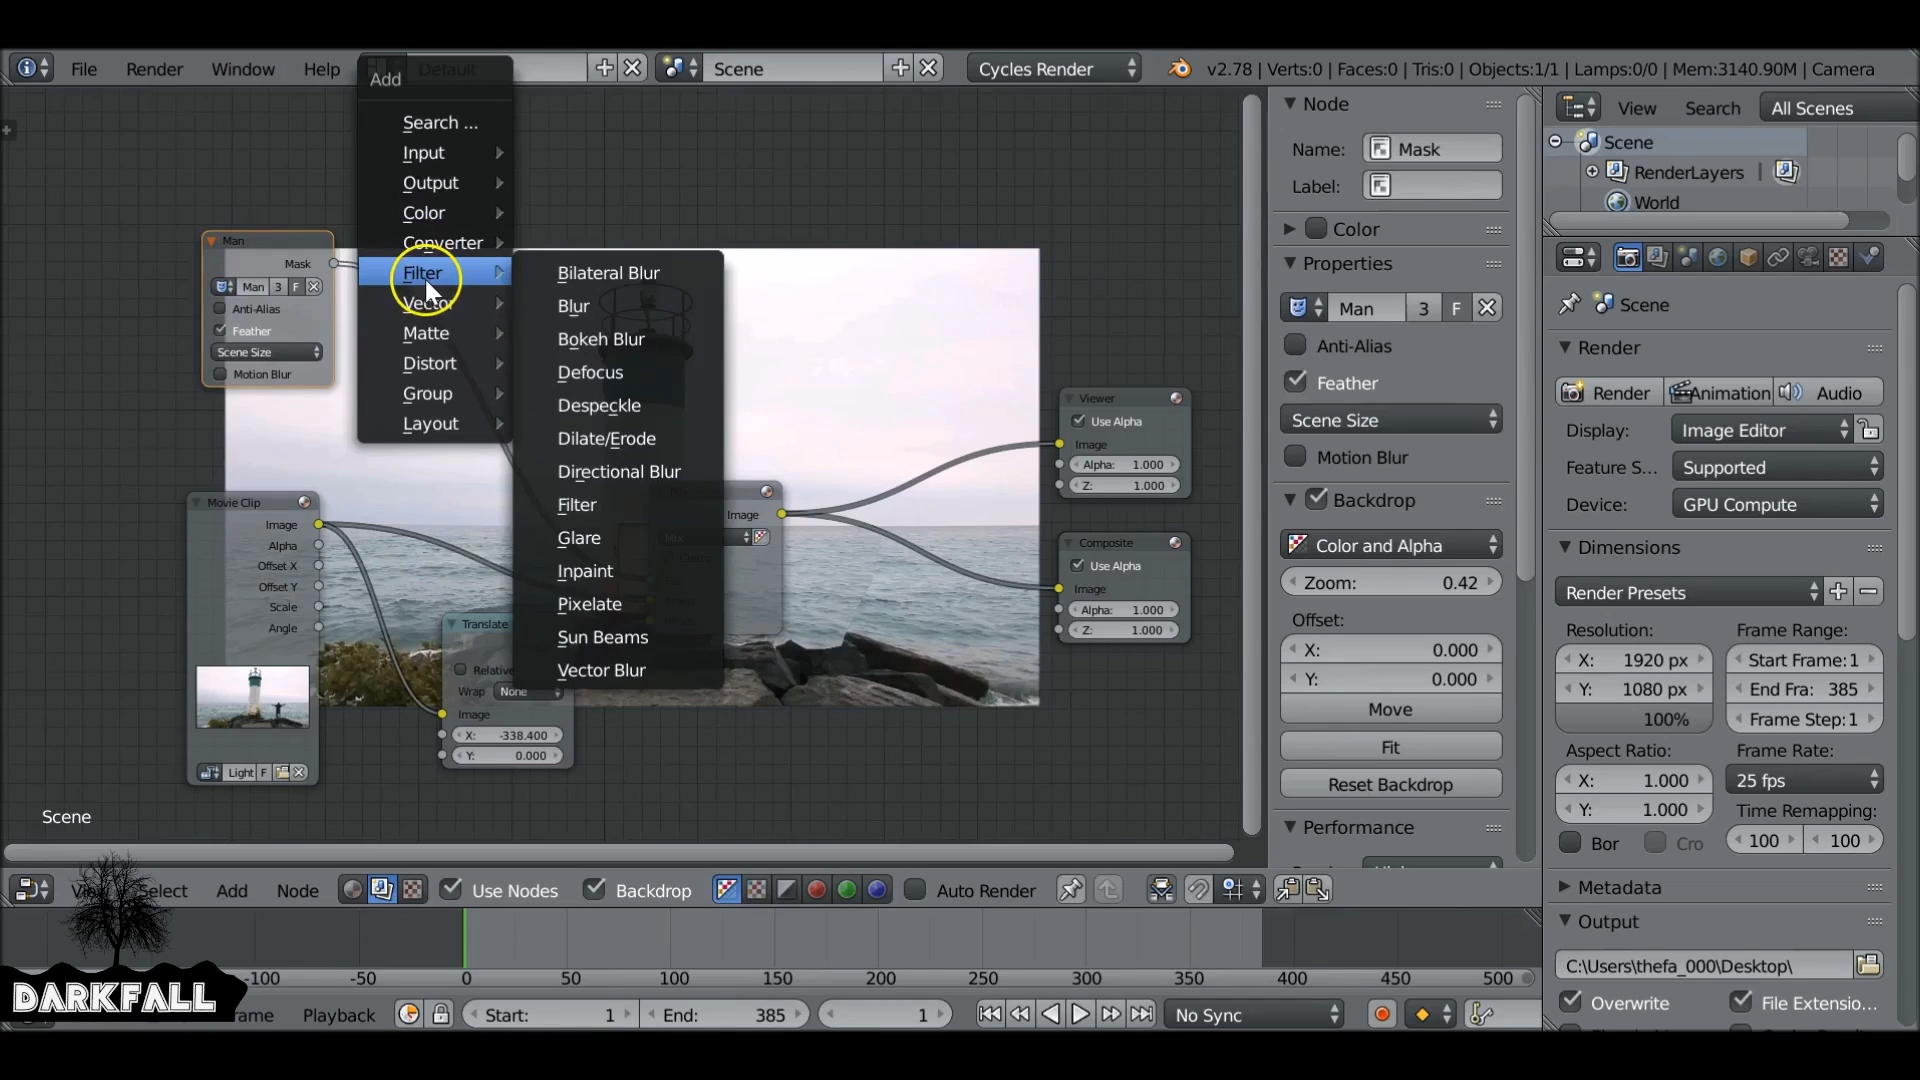 File Render Window Help Default Scene Cycles Render v2.78 | Verts:0 | Faces:0 | Tris:0 | Objects:1/1 | Lamps:0/0 | Mem:3140.90M | Camera
Add
Search ...
Input
Output
Color
Converter
Filter
Vector
Matte
Distort
Group
Layout
Bilateral Blur
Blur
Bokeh Blur
Defocus
Despeckle
Dilate/Erode
Directional Blur
Filter
Glare
Inpaint
Pixelate
Sun Beams
Vector Blur
Man
Mask
Man 3 F
Anti-Alias
Feather
Scene Size
Motion Blur
Movie Clip
Image
Alpha
Offset X
Offset Y
Scale
Angle
Light F
Translate
Relative
Wrap None
Image
X: -338.400
Y: 0.000
Image
Mix
Viewer
Use Alpha
Image
Alpha: 1.000
Z: 1.000
Composite
Use Alpha
Image
Alpha: 1.000
Z: 1.000
Scene
Node
Name: Mask
Label:
Color
Properties
Man 3 F
Anti-Alias
Feather
Scene Size
Motion Blur
Backdrop
Color and Alpha
Zoom: 0.42
Offset:
X: 0.000
Y: 0.000
Move
Fit
Reset Backdrop
Performance
View Search All Scenes
Scene
RenderLayers |
World
Scene
Render
Render Animation Audio
Display: Image Editor
Feature S... Supported
Device: GPU Compute
Dimensions
Render Presets
Resolution: Frame Range:
X: 1920 px Start Frame:1
Y: 1080 px End Fra: 385
100% Frame Step:1
Aspect Ratio: Frame Rate:
X: 1.000 25 fps
Y: 1.000 Time Remapping:
Bor Cro 100 100
Metadata
Output
C:\Users\thefa_000\Desktop\
Overwrite File Extensio...
Select Add Node Use Nodes Backdrop Auto Render
-100 -50 0 50 100 150 200 250 300 350 400 450 500
DARKFALL
Playback Start: 1 End: 385 1 No Sync